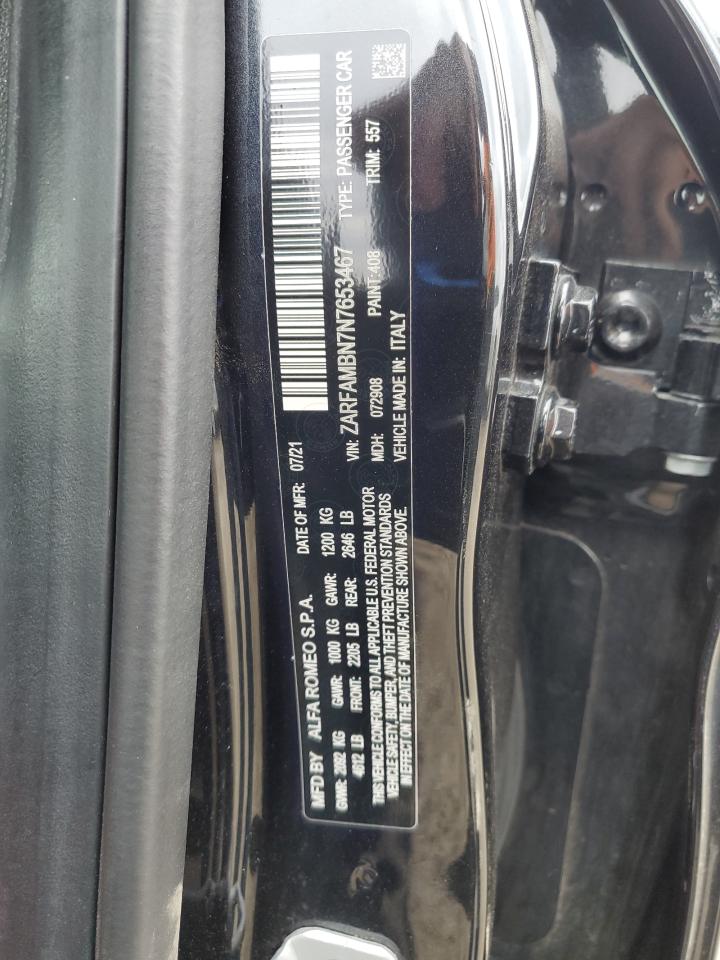 MFD BY ALFA ROMEO S.P.A. DATE OF MFR: 07/21
GWR: 2092 KG GAWR: 1000 KG GAWR: 1200 KG
4612 LB FRONT: 2205 LB REAR: 2646 LB
THIS VEHICLE CONFORMS TO ALL APPLICABLE U.S. FEDERAL MOTOR
VEHICLE SAFETY, BUMPER, AND THEFT PREVENTION STANDARDS
IN EFFECT ON THE DATE OF MANUFACTURE SHOWN ABOVE.
VIN: ZARFAMBN7N7653467 TYPE: PASSENGER CAR
MDH: 072908 PAINT: 408 TRIM: 557
VEHICLE MADE IN: ITALY